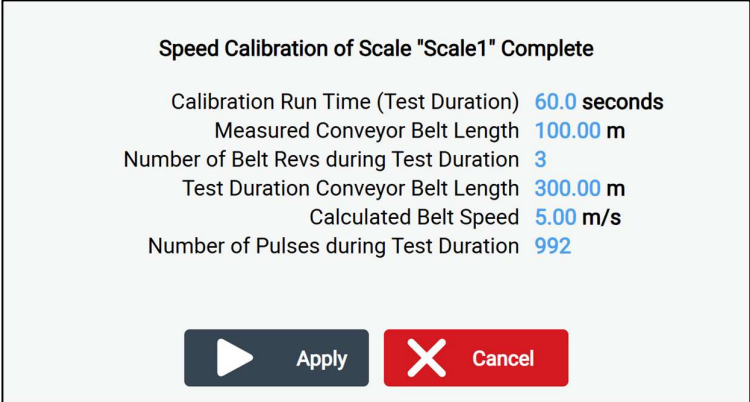 Speed Calibration of Scale "Scale1" Complete
Calibration Run Time (Test Duration) 60.0 seconds
Measured Conveyor Belt Length 100.00 m
Number of Belt Revs during Test Duration 3
Test Duration Conveyor Belt Length 300.00 m
Calculated Belt Speed 5.00 m/s
Number of Pulses during Test Duration 992
Apply Cancel